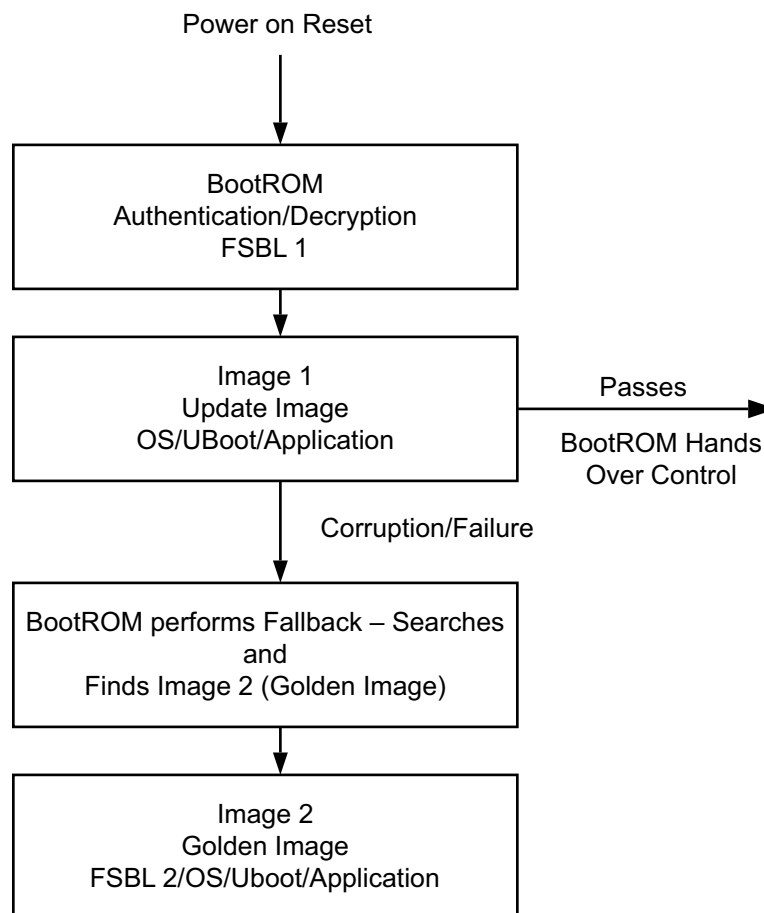 Power on Reset
BootROM
Authentication/Decryption
FSBL 1
Image 1
Update Image
OS/UBoot/Application
Passes
BootROM Hands
Over Control
Corruption/Failure
BootROM performs Fallback – Searches
and
Finds Image 2 (Golden Image)
Image 2
Golden Image
FSBL 2/OS/Uboot/Application